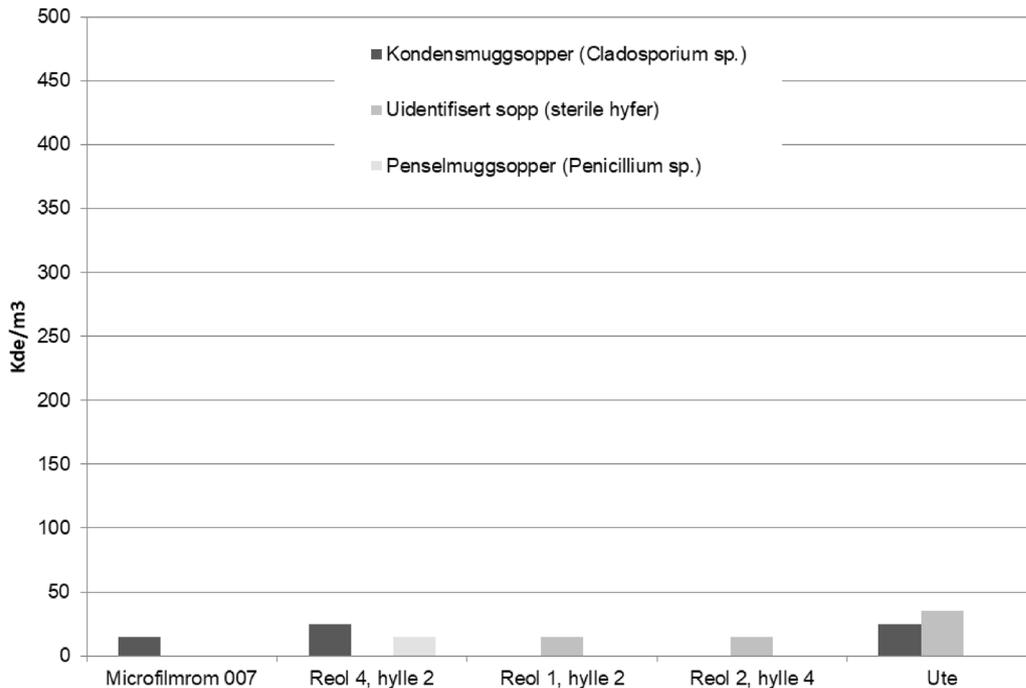 500
450
400
350
300
250
200
150
100
50
0
Kde/m3
Kondensmuggsopper (Cladosporium sp.)
Uidentifisert sopp (sterile hyfer)
Penselmuggsopper (Penicillium sp.)
Microfilmrom 007 Reol 4, hylle 2 Reol 1, hylle 2 Reol 2, hylle 4 Ute